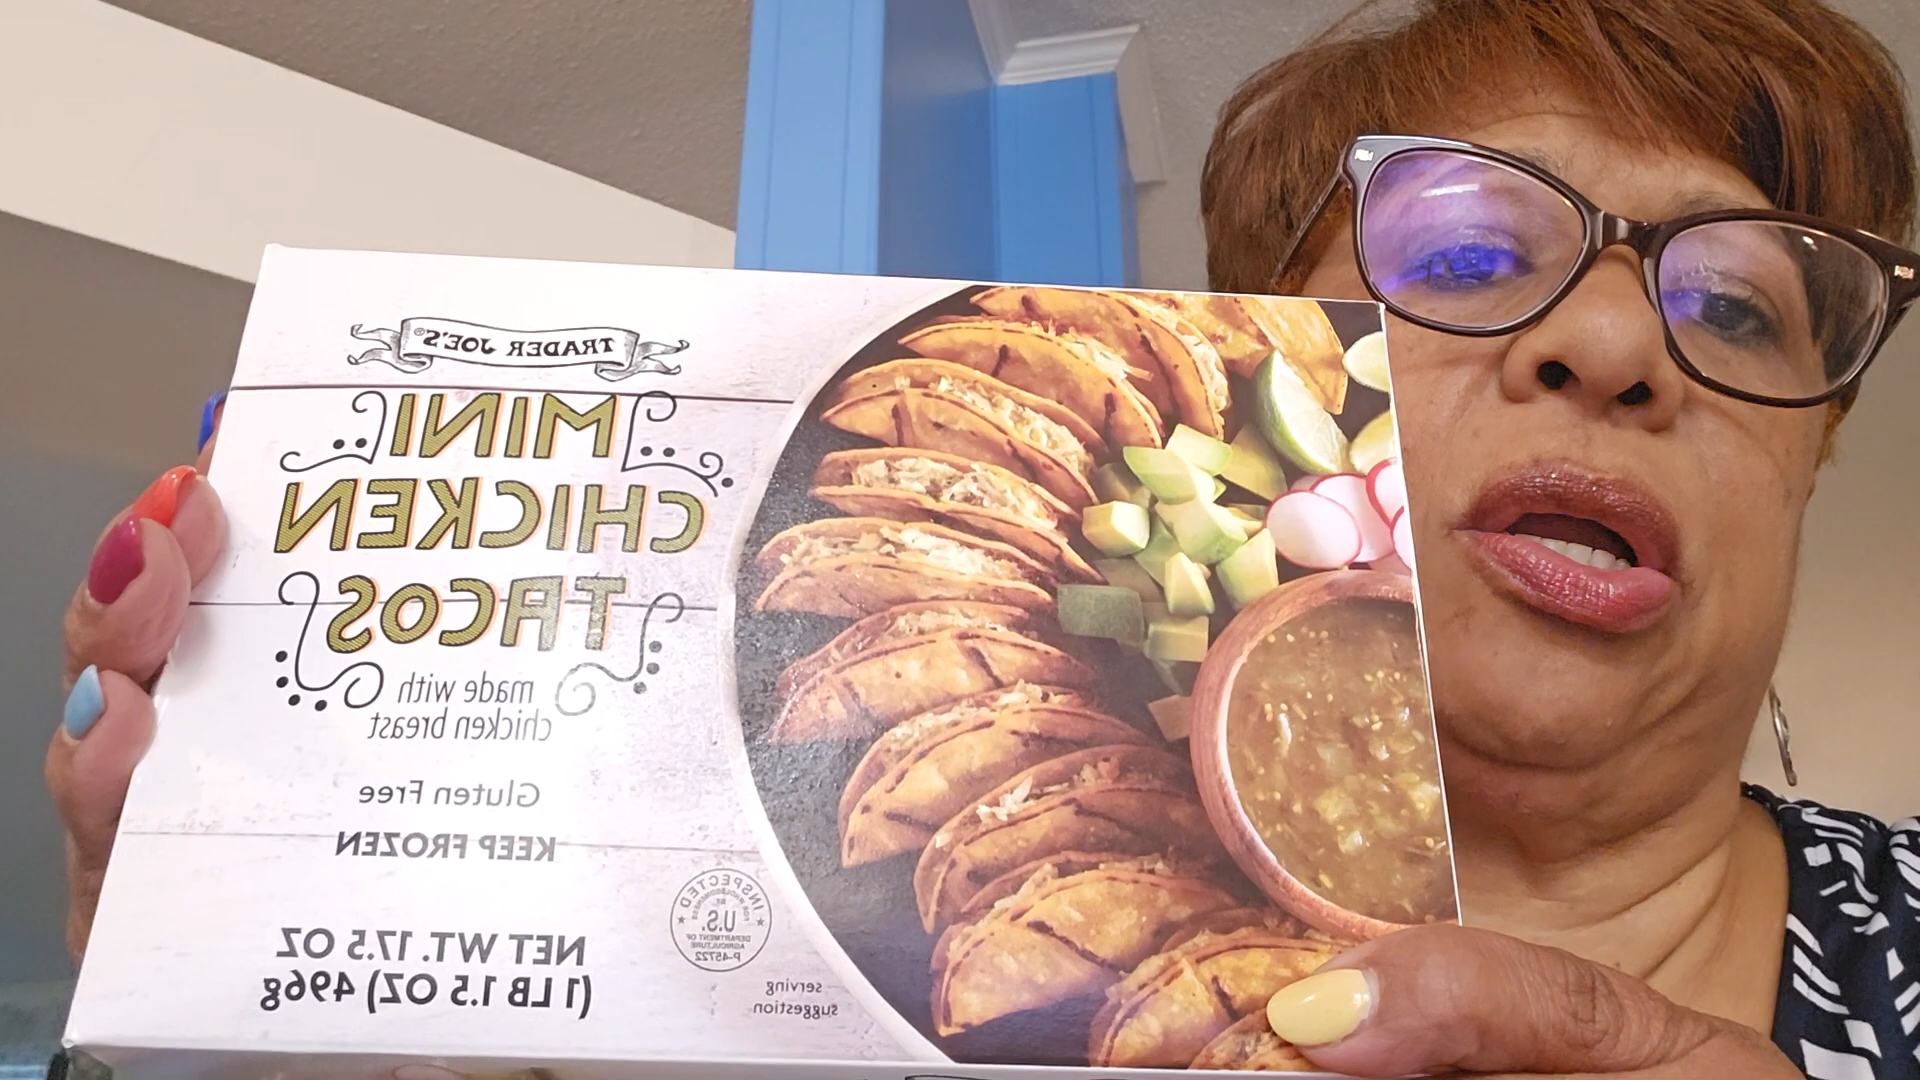 TRADER JOE'S®
MINI
CHICKEN
TACOS
made with
chicken breast
Gluten Free
KEEP FROZEN
NET WT. 17.5 OZ
(1 LB 1.5 OZ) 496g
INSPECTED
FOR WHOLESOMENESS
BY
U.S.
DEPARTMENT OF
AGRICULTURE
P-45722
serving
suggestion